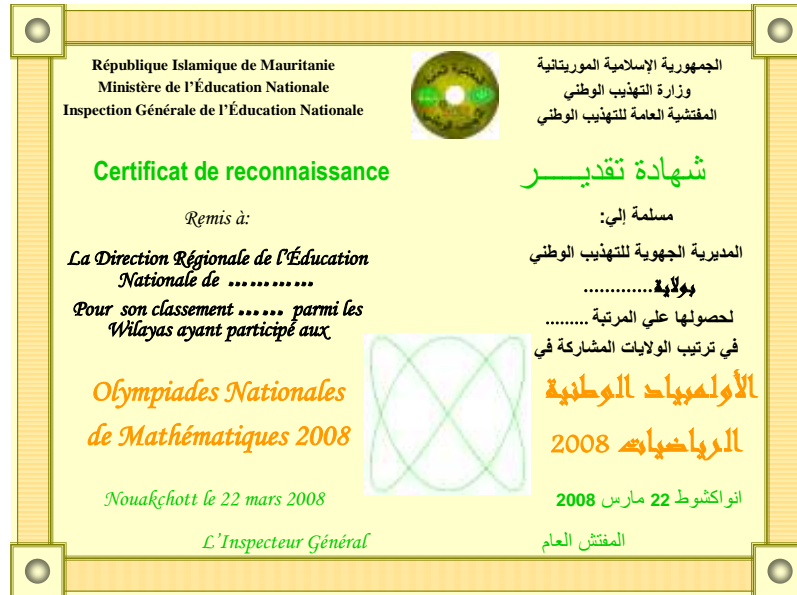 République Islamique de Mauritanie
Ministère de l'Éducation Nationale
Inspection Générale de l'Éducation Nationale
الجمهورية الإسلامية الموريتانية
وزارة التهذيب الوطني
المفتشية العامة للتهذيب الوطني
Certificat de reconnaissance
شهادة تقديـــــر
Remis à:
La Direction Régionale de l'Éducation
Nationale de …………
Pour son classement …… parmi les
Wilayas ayant participé aux
مسلمة إلي:
المديرية الجهوية للتهذيب الوطني
بولاية.............
لحصولها علي المرتبة .........
في ترتيب الولايات المشاركة في
Olympiades Nationales
de Mathématiques 2008
الأولمبياد الوطنية
الرياضيات 2008
Nouakchott le 22 mars 2008
انواكشوط 22 مارس 2008
L'Inspecteur Général
المفتش العام